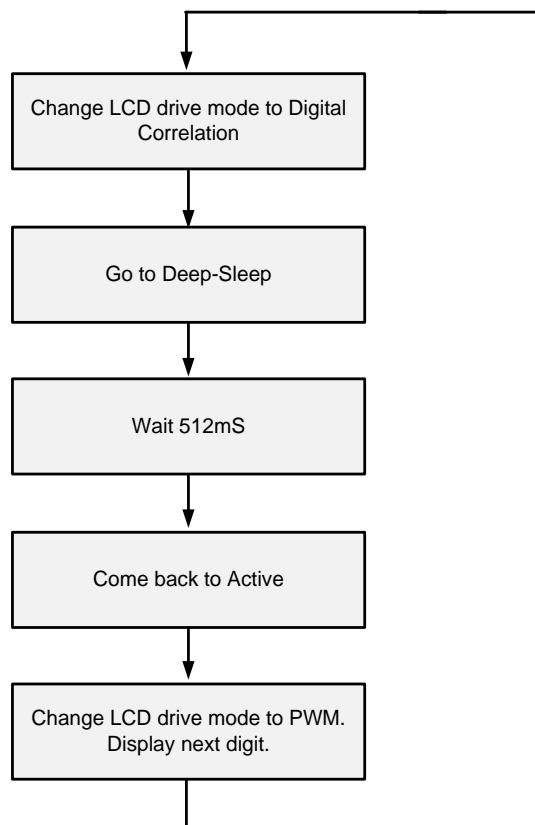 Change LCD drive mode to Digital
Correlation
Go to Deep-Sleep
Wait 512mS
Come back to Active
Change LCD drive mode to PWM.
Display next digit.